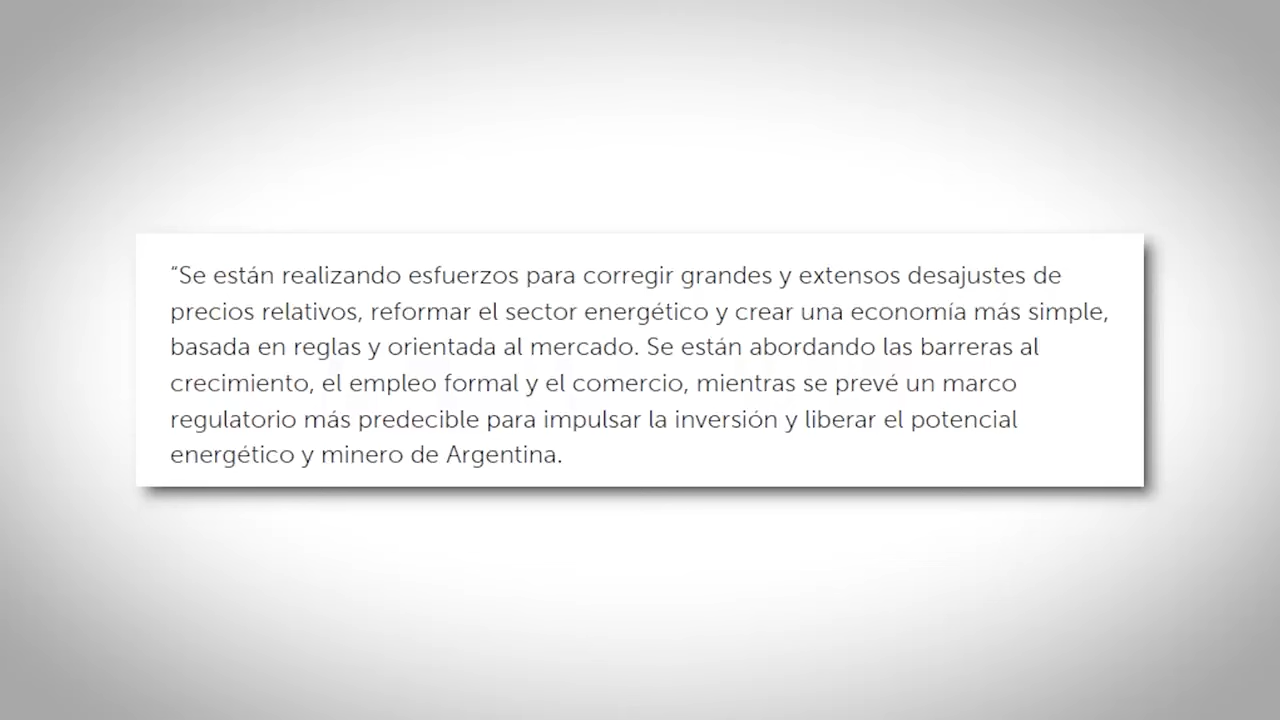 “Se están realizando esfuerzos para corregir grandes y extensos desajustes de
precios relativos, reformar el sector energético y crear una economía más simple,
basada en reglas y orientada al mercado. Se están abordando las barreras al
crecimiento, el empleo formal y el comercio, mientras se prevé un marco
regulatorio más predecible para impulsar la inversión y liberar el potencial
energético y minero de Argentina.